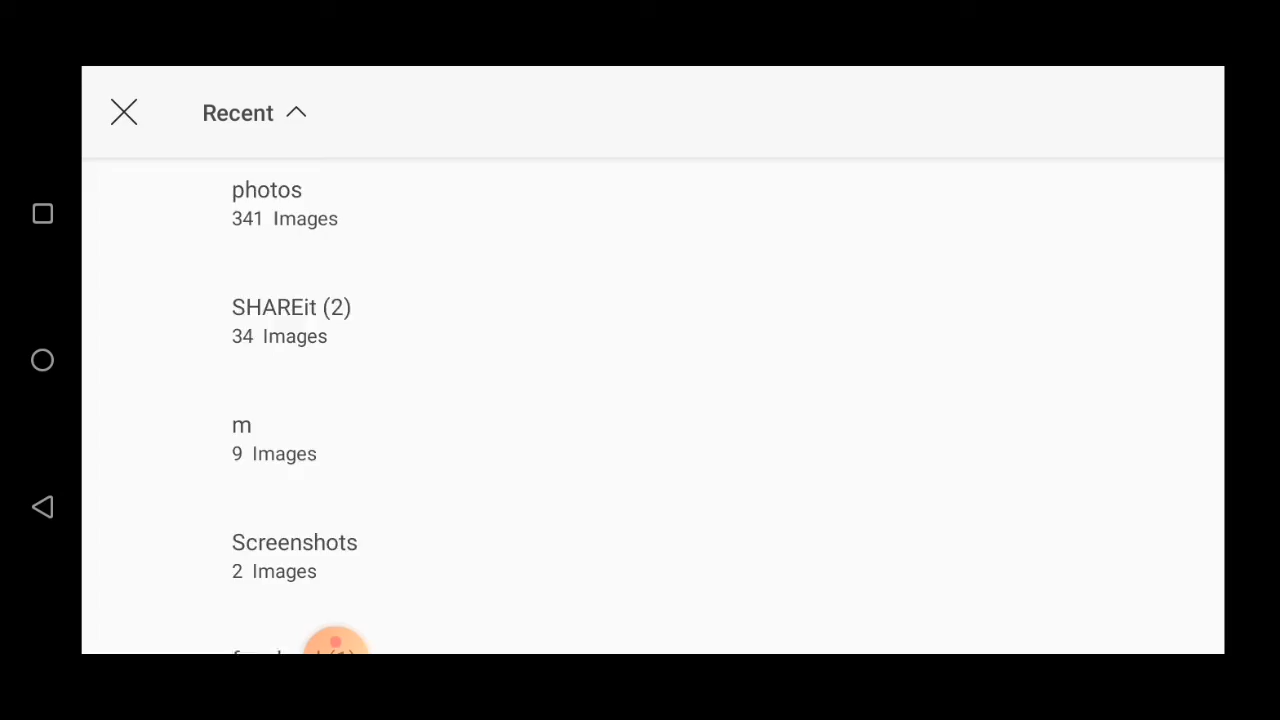 Recent
photos
341 Images
SHAREit (2)
34 Images
m
9 Images
Screenshots
2 Images